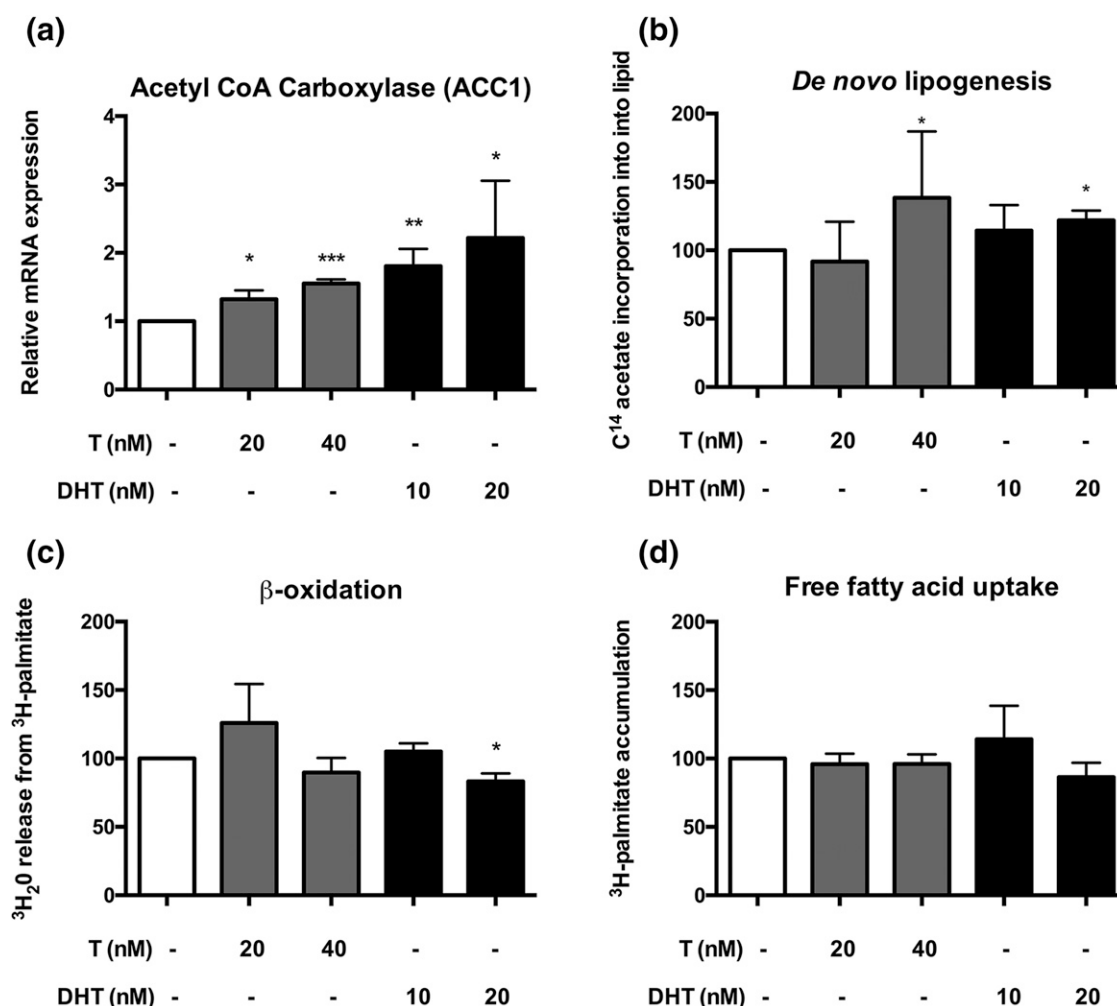 (a)
Acetyl CoA Carboxylase (ACC1)
Relative mRNA expression
4
3
2
1
0
*
***
**
*
T (nM) - 20 40 - -
DHT (nM) - - - 10 20
(b)
De novo lipogenesis
C¹⁴ acetate incorporation into into lipid
200
150
100
50
0
*
*
T (nM) - 20 40 - -
DHT (nM) - - - 10 20
(c)
β-oxidation
³H₂0 release from ³H-palmitate
200
150
100
50
0
*
T (nM) - 20 40 - -
DHT (nM) - - - 10 20
(d)
Free fatty acid uptake
³H-palmitate accumulation
200
150
100
50
0
T (nM) - 20 40 - -
DHT (nM) - - - 10 20